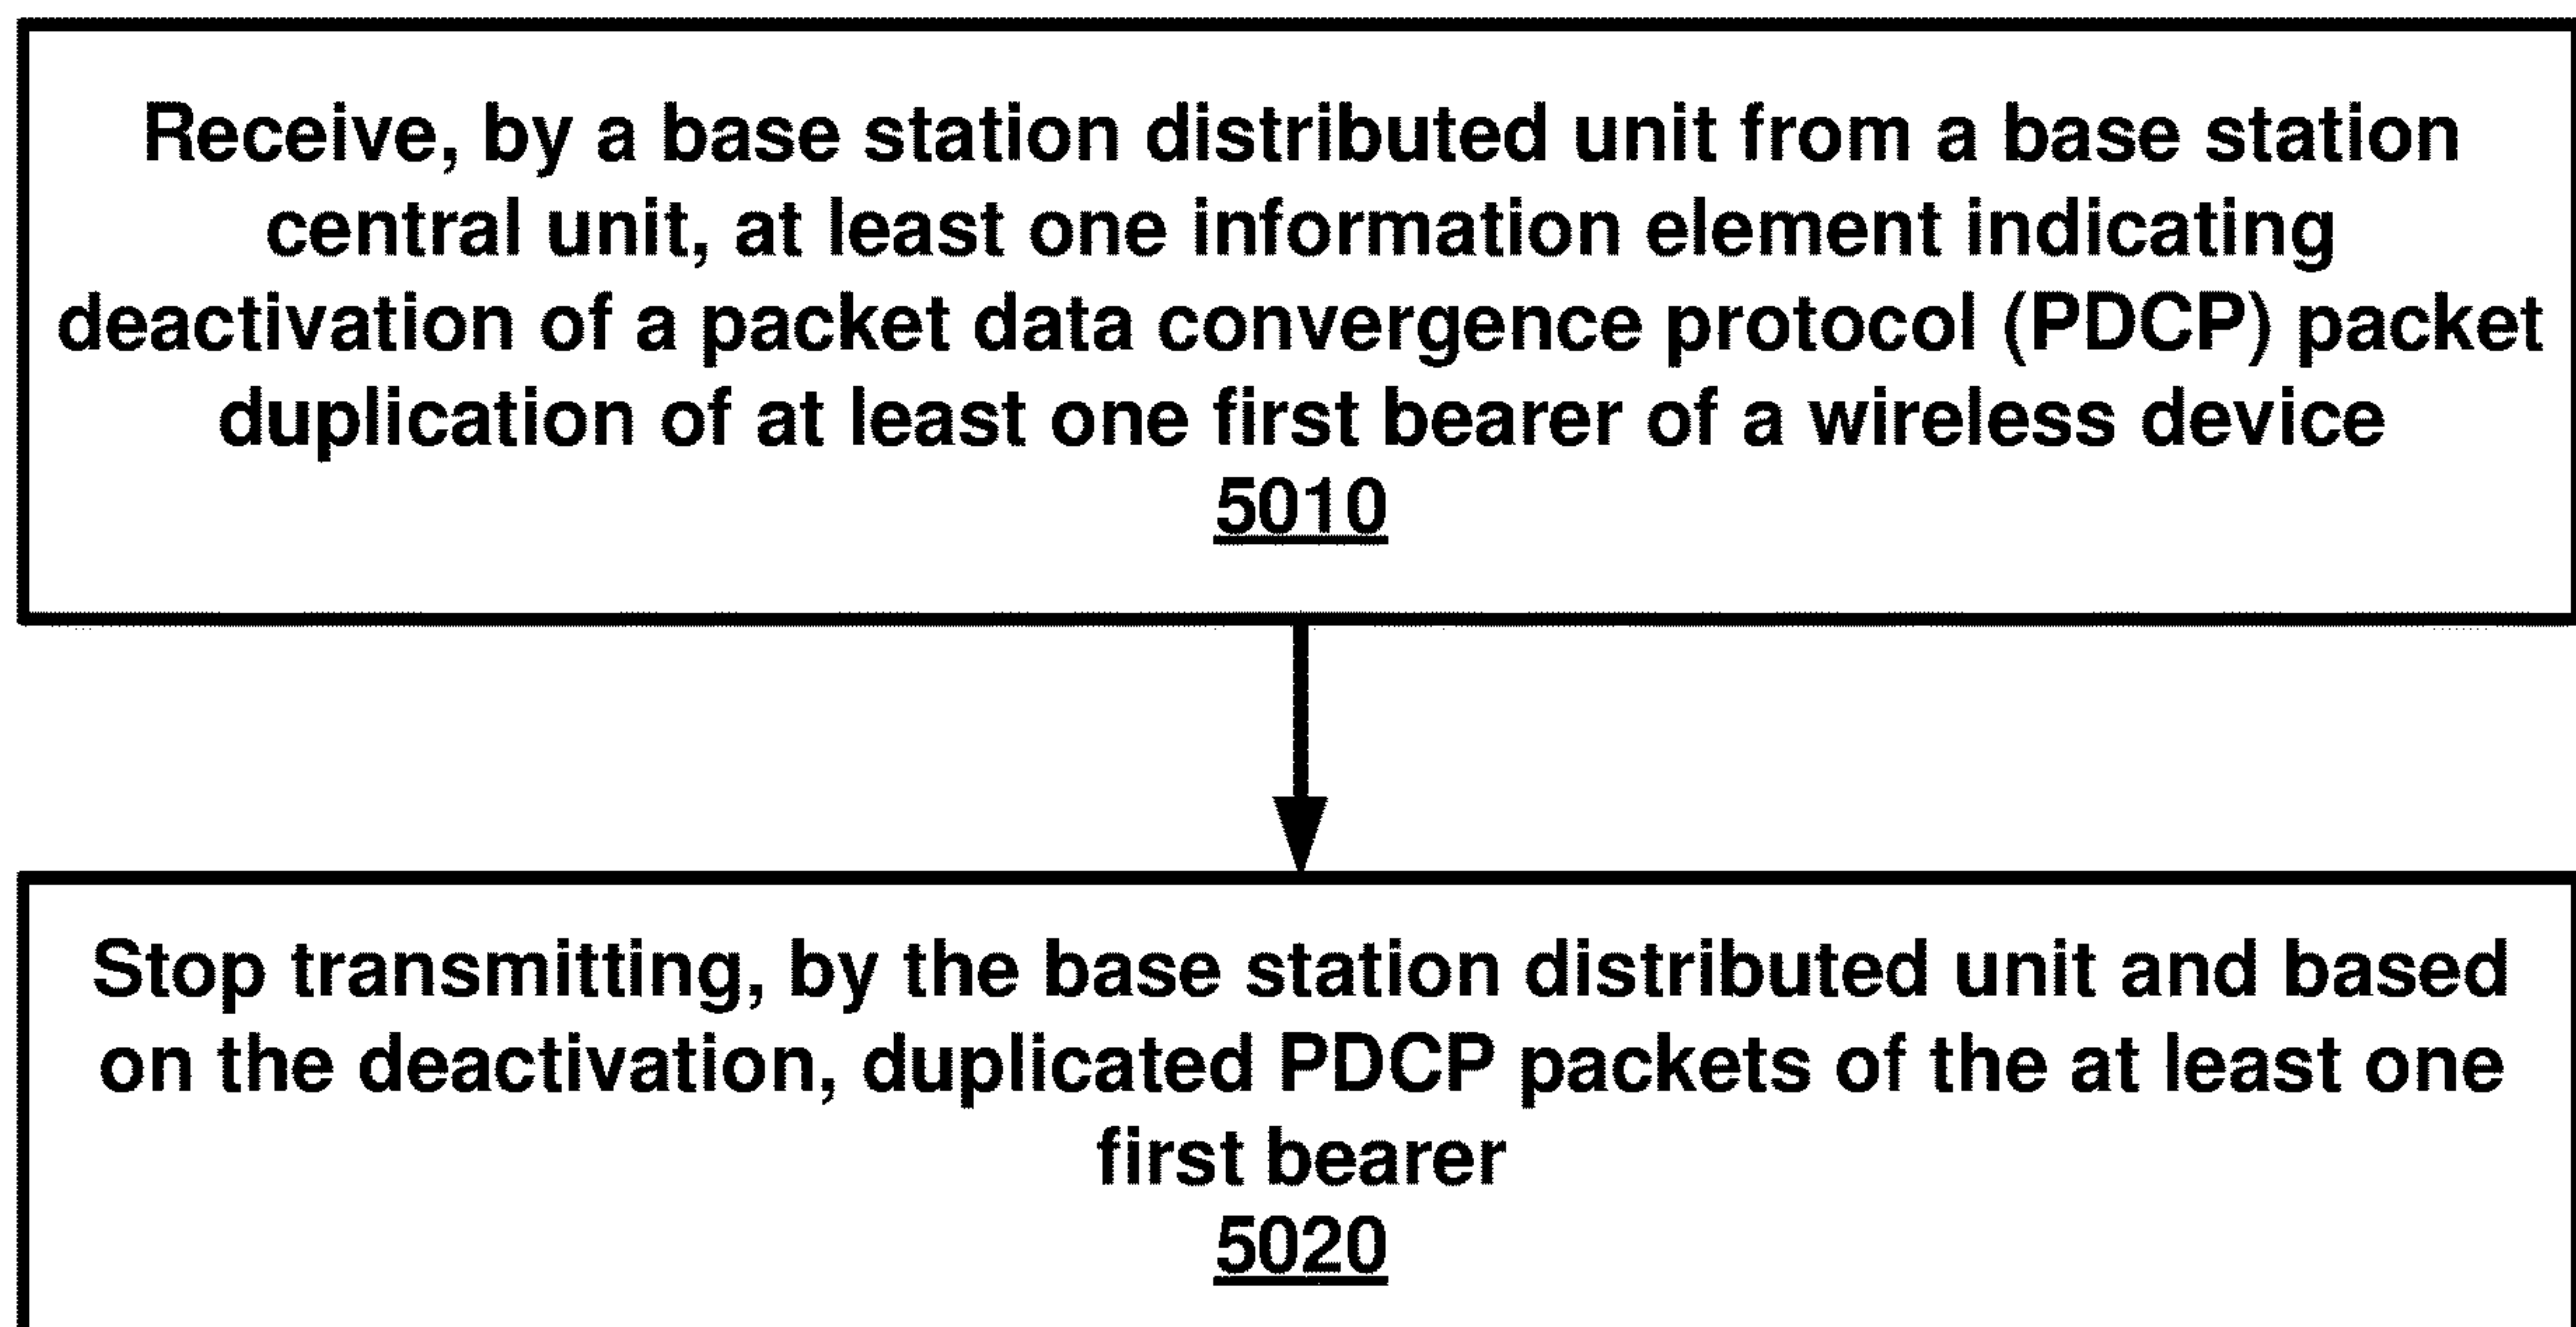 Receive, by a base station distributed unit from a base station
central unit, at least one information element indicating
deactivation of a packet data convergence protocol (PDCP) packet
duplication of at least one first bearer of a wireless device
5010
Stop transmitting, by the base station distributed unit and based
on the deactivation, duplicated PDCP packets of the at least one
first bearer
5020